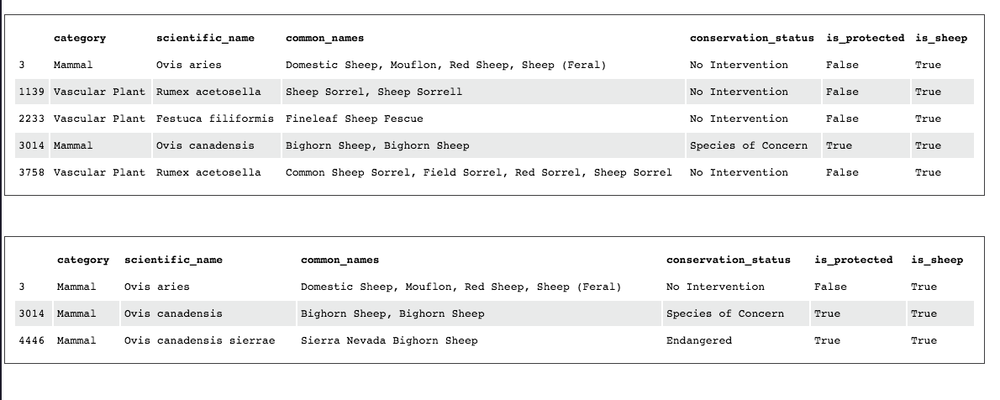 category scientific_name common_names conservation_status is_protected is_sheep
3 Mammal Ovis aries Domestic Sheep, Mouflon, Red Sheep, Sheep (Feral) No Intervention False True
1139 Vascular Plant Rumex acetosella Sheep Sorrel, Sheep Sorrell No Intervention False True
2233 Vascular Plant Festuca filiformis Fineleaf Sheep Fescue No Intervention False True
3014 Mammal Ovis canadensis Bighorn Sheep, Bighorn Sheep Species of Concern True True
3758 Vascular Plant Rumex acetosella Common Sheep Sorrel, Field Sorrel, Red Sorrel, Sheep Sorrel No Intervention False True
category scientific_name common_names conservation_status is_protected is_sheep
3 Mammal Ovis aries Domestic Sheep, Mouflon, Red Sheep, Sheep (Feral) No Intervention False True
3014 Mammal Ovis canadensis Bighorn Sheep, Bighorn Sheep Species of Concern True True
4446 Mammal Ovis canadensis sierrae Sierra Nevada Bighorn Sheep Endangered True True